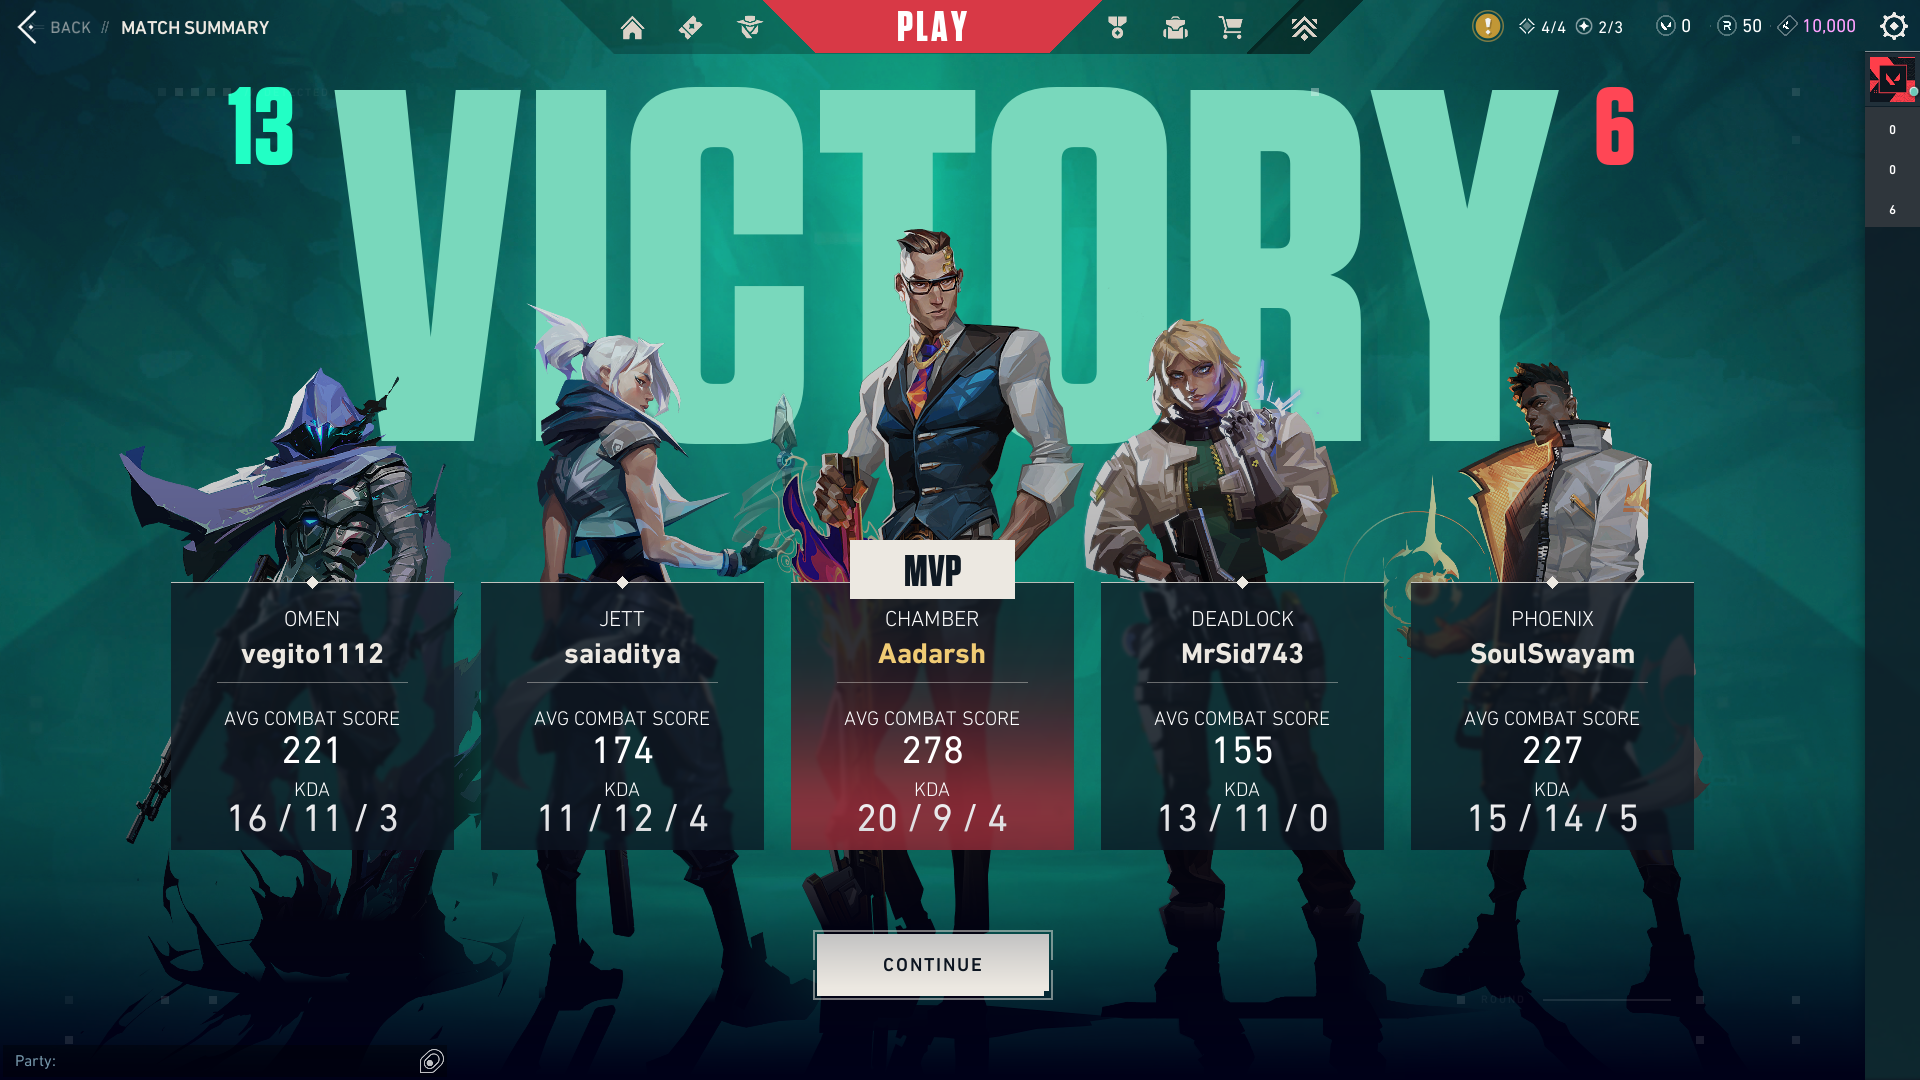 BACK // MATCH SUMMARY
PLAY
4/4 2/3 0 50 10,000
13 VICTORY 6
0
0
6
MVP
OMEN
vegito1112
AVG COMBAT SCORE
221
KDA
16 / 11 / 3
JETT
saiaditya
AVG COMBAT SCORE
174
KDA
11 / 12 / 4
CHAMBER
Aadarsh
AVG COMBAT SCORE
278
KDA
20 / 9 / 4
DEADLOCK
MrSid743
AVG COMBAT SCORE
155
KDA
13 / 11 / 0
PHOENIX
SoulSwayam
AVG COMBAT SCORE
227
KDA
15 / 14 / 5
CONTINUE
ROUND
Party: